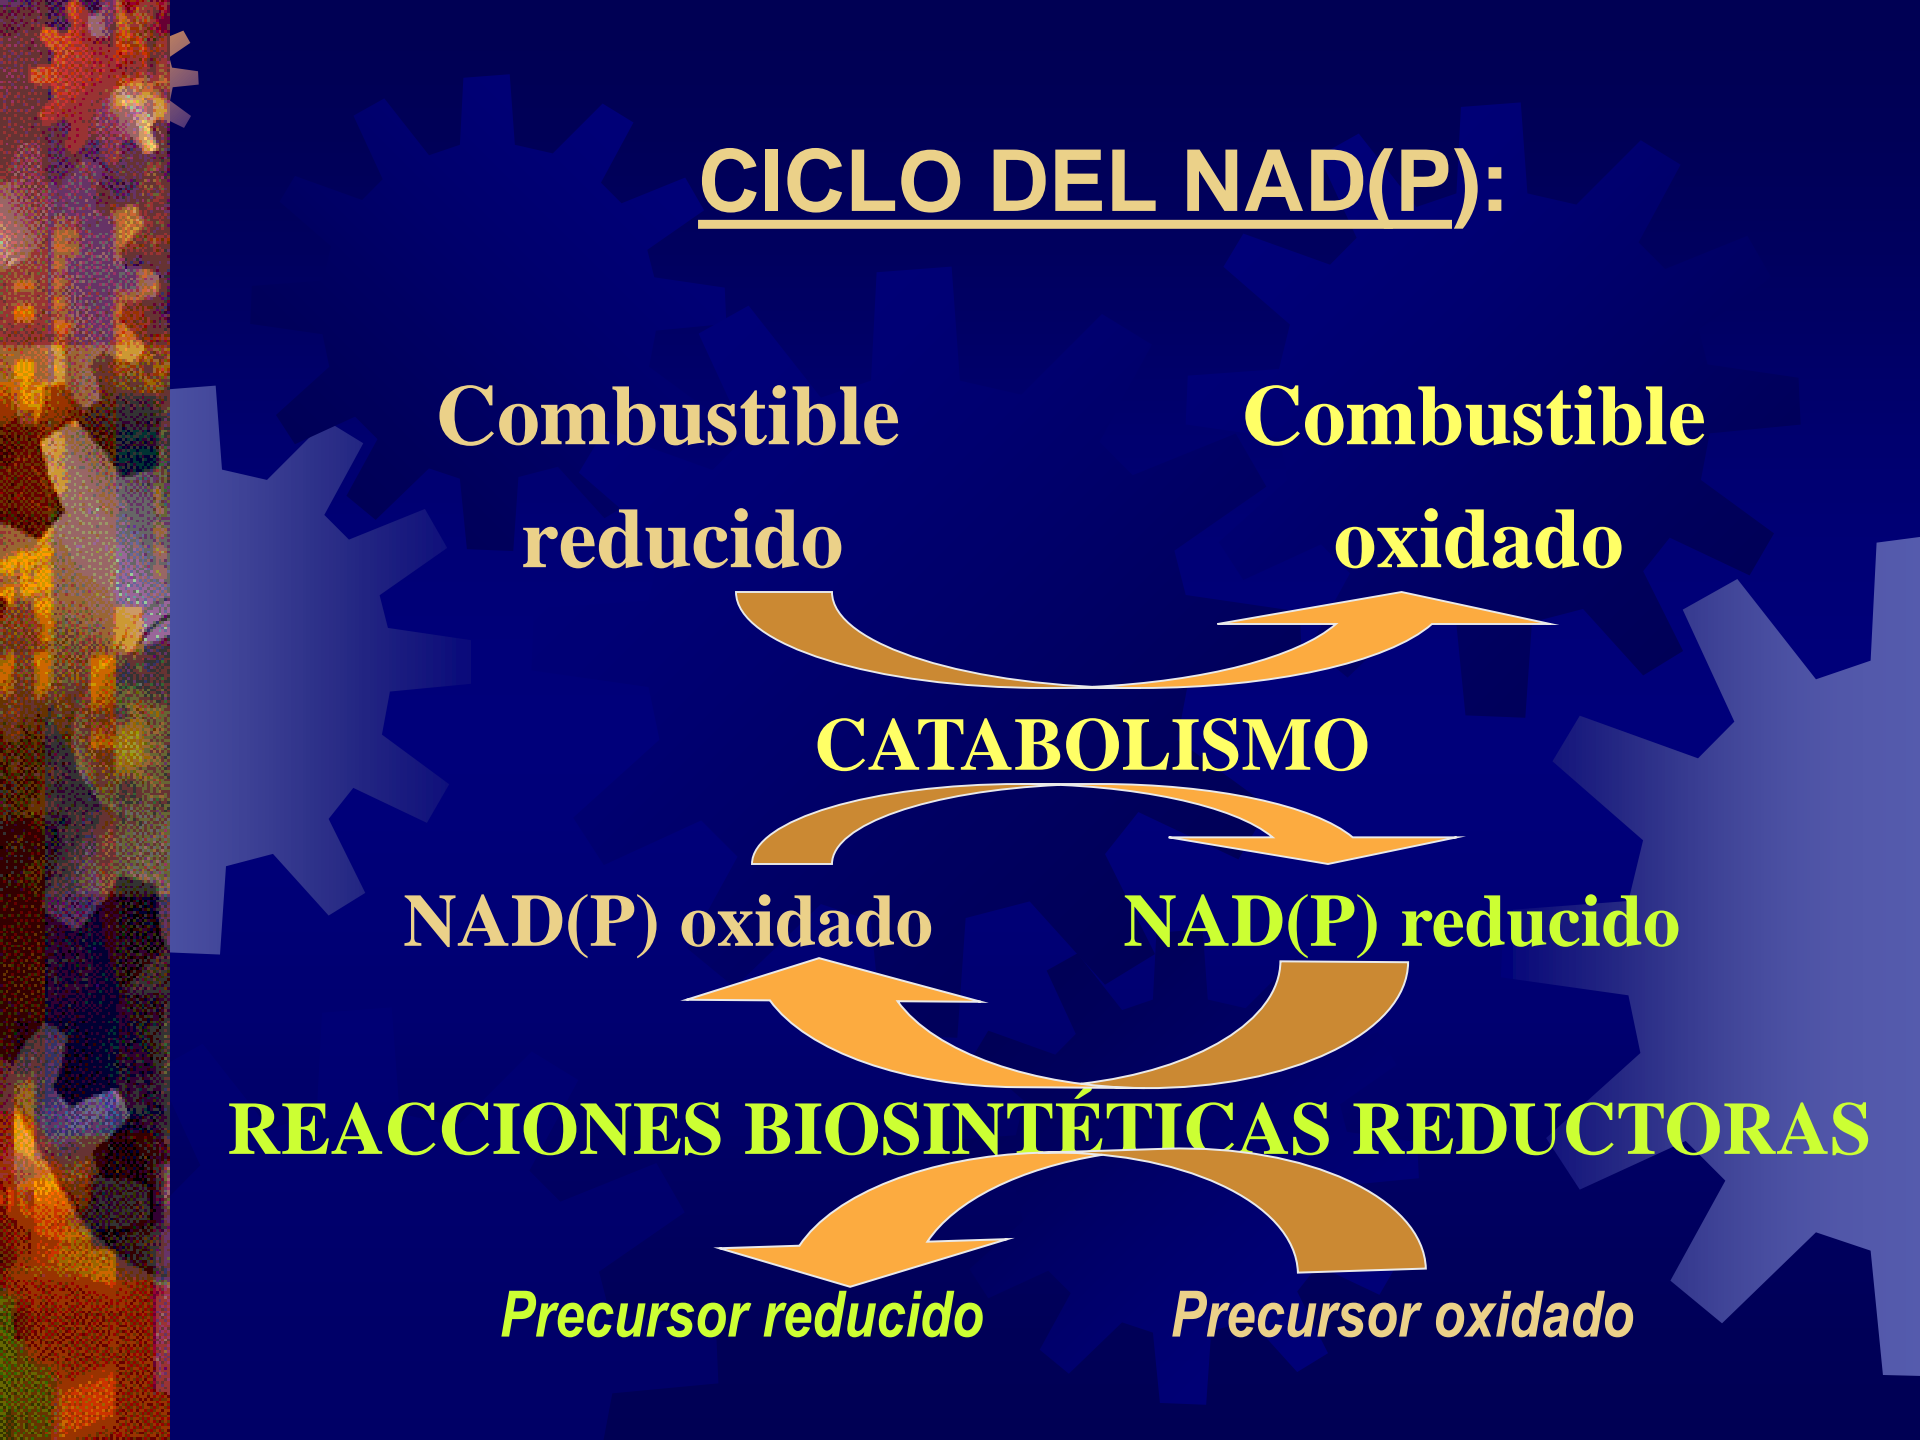 CICLO DEL NAD(P):
Combustible Combustible
reducido oxidado
CATABOLISMO
NAD(P) oxidado NAD(P) reducido
REACCIONES BIOSINTÉTICAS REDUCTORAS
Precursor reducido Precursor oxidado